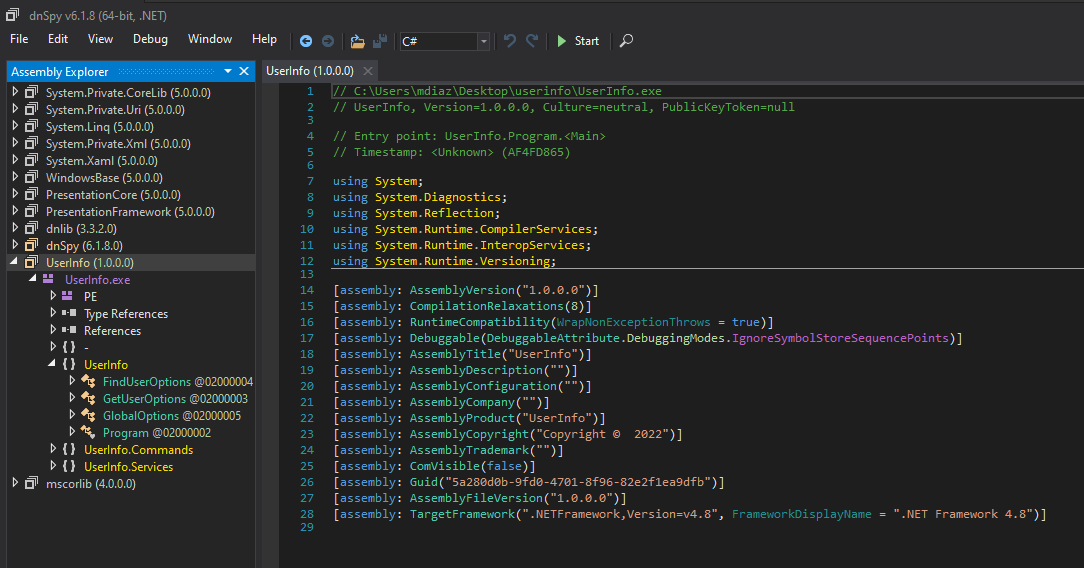 dnSpy v6.1.8 (64-bit, .NET)
File Edit View Debug Window Help C# Start
Assembly Explorer
System.Private.CoreLib (5.0.0.0)
System.Private.Uri (5.0.0.0)
System.Linq (5.0.0.0)
System.Private.Xml (5.0.0.0)
System.Xaml (5.0.0.0)
WindowsBase (5.0.0.0)
PresentationCore (5.0.0.0)
PresentationFramework (5.0.0.0)
dnlib (3.3.2.0)
dnSpy (6.1.8.0)
UserInfo (1.0.0.0)
UserInfo.exe
PE
Type References
References
{ } -
{ } UserInfo
FindUserOptions @02000004
GetUserOptions @02000003
GlobalOptions @02000005
Program @02000002
{ } UserInfo.Commands
{ } UserInfo.Services
mscorlib (4.0.0.0)
UserInfo (1.0.0.0)
1 // C:\Users\mdiaz\Desktop\userinfo\UserInfo.exe
2 // UserInfo, Version=1.0.0.0, Culture=neutral, PublicKeyToken=null
3
4 // Entry point: UserInfo.Program.<Main>
5 // Timestamp: <Unknown> (AF4FD865)
6
7 using System;
8 using System.Diagnostics;
9 using System.Reflection;
10 using System.Runtime.CompilerServices;
11 using System.Runtime.InteropServices;
12 using System.Runtime.Versioning;
13
14 [assembly: AssemblyVersion("1.0.0.0")]
15 [assembly: CompilationRelaxations(8)]
16 [assembly: RuntimeCompatibility(WrapNonExceptionThrows = true)]
17 [assembly: Debuggable(DebuggableAttribute.DebuggingModes.IgnoreSymbolStoreSequencePoints)]
18 [assembly: AssemblyTitle("UserInfo")]
19 [assembly: AssemblyDescription("")]
20 [assembly: AssemblyConfiguration("")]
21 [assembly: AssemblyCompany("")]
22 [assembly: AssemblyProduct("UserInfo")]
23 [assembly: AssemblyCopyright("Copyright ©  2022")]
24 [assembly: AssemblyTrademark("")]
25 [assembly: ComVisible(false)]
26 [assembly: Guid("5a280d0b-9fd0-4701-8f96-82e2f1ea9dfb")]
27 [assembly: AssemblyFileVersion("1.0.0.0")]
28 [assembly: TargetFramework(".NETFramework,Version=v4.8", FrameworkDisplayName = ".NET Framework 4.8")]
29